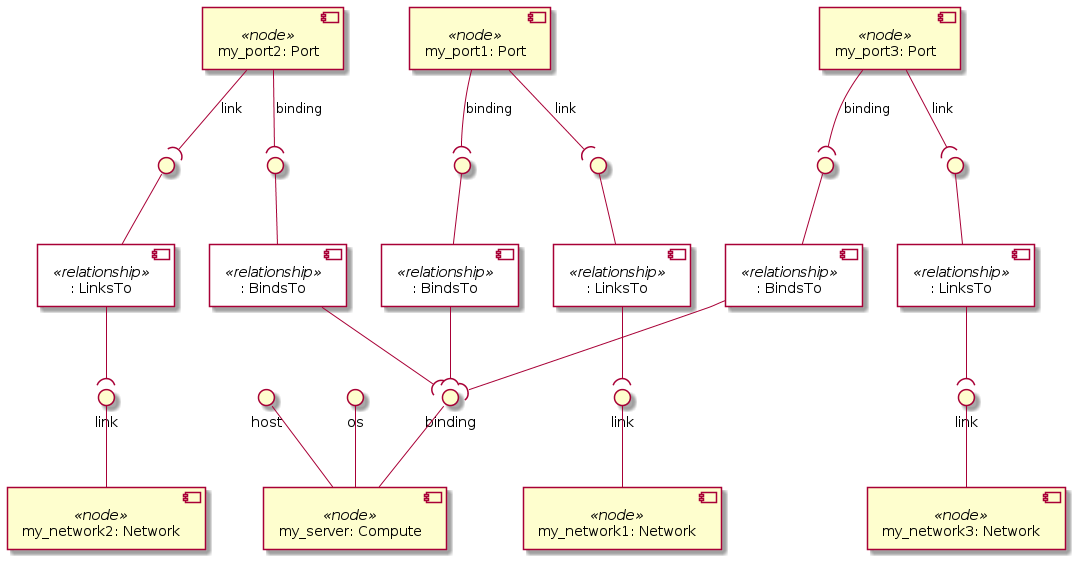 «node»
my_port2: Port
«node»
my_port1: Port
«node»
my_port3: Port
link
binding
binding
link
binding
link
«relationship»
: LinksTo
«relationship»
: BindsTo
«relationship»
: BindsTo
«relationship»
: LinksTo
«relationship»
: BindsTo
«relationship»
: LinksTo
link
host
os
binding
link
link
«node»
my_network2: Network
«node»
my_server: Compute
«node»
my_network1: Network
«node»
my_network3: Network